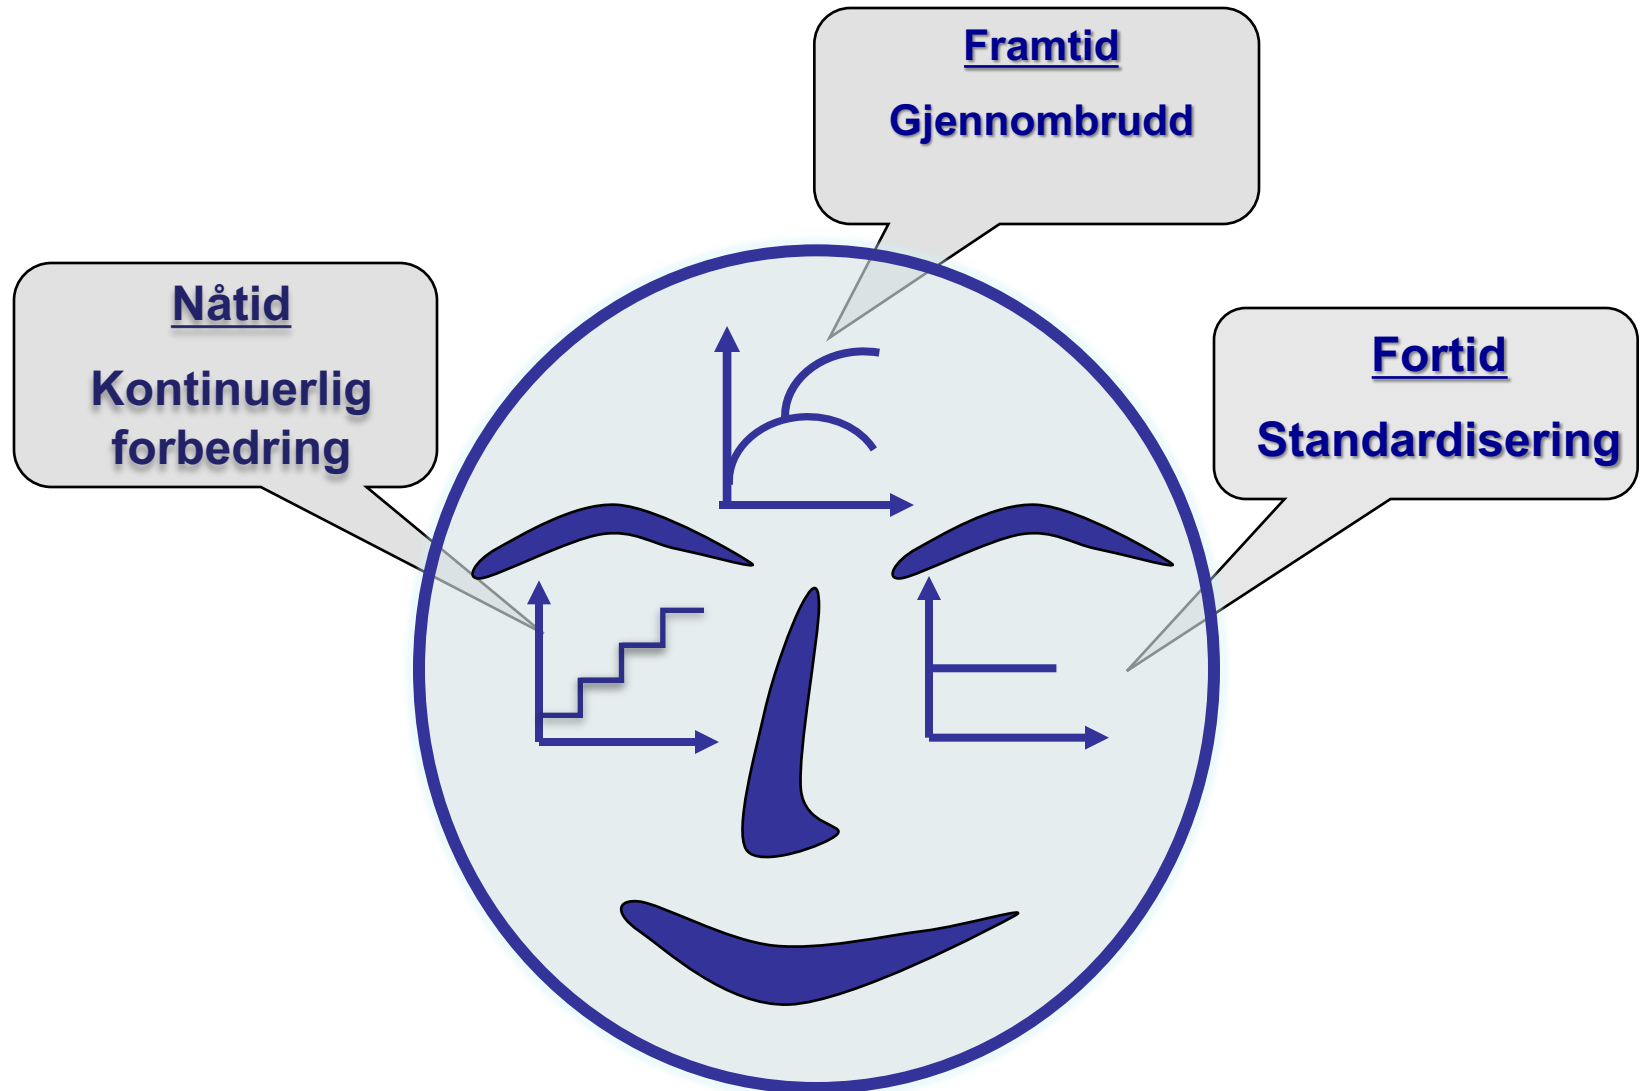 Framtid
Gjennombrudd
Nåtid
Kontinuerlig
forbedring
Fortid
Standardisering